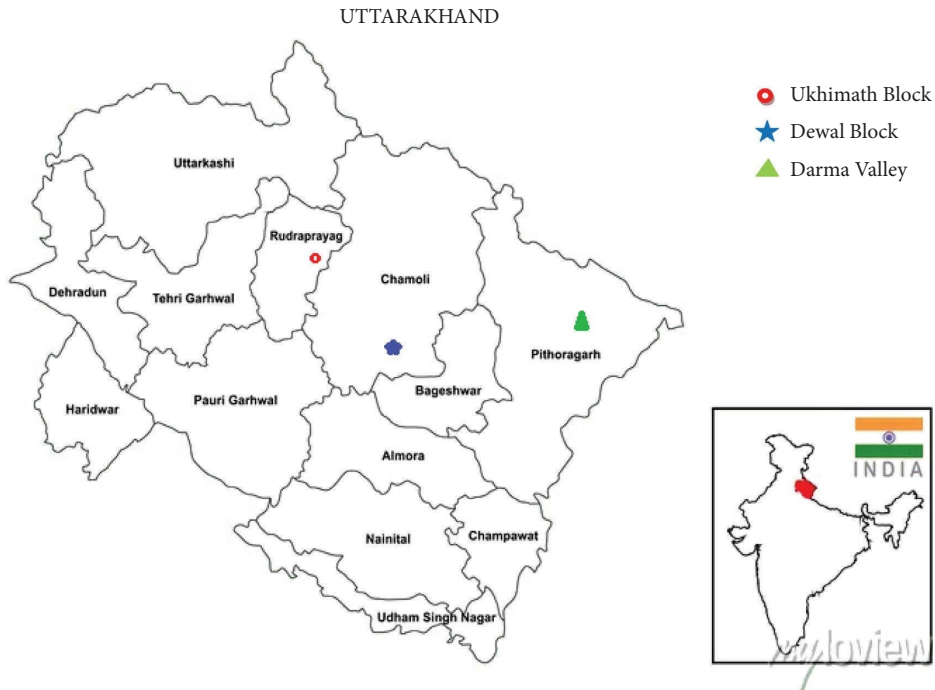 UTTARAKHAND
Ukhimath Block
Dewal Block
Darma Valley
Uttarkashi
Rudraprayag
Chamoli
Dehradun
Tehri Garhwal
Pithoragarh
Bageshwar
Pauri Garhwal
Haridwar
Almora
INDIA
Nainital
Champawat
Udham Singh Nagar
myloview